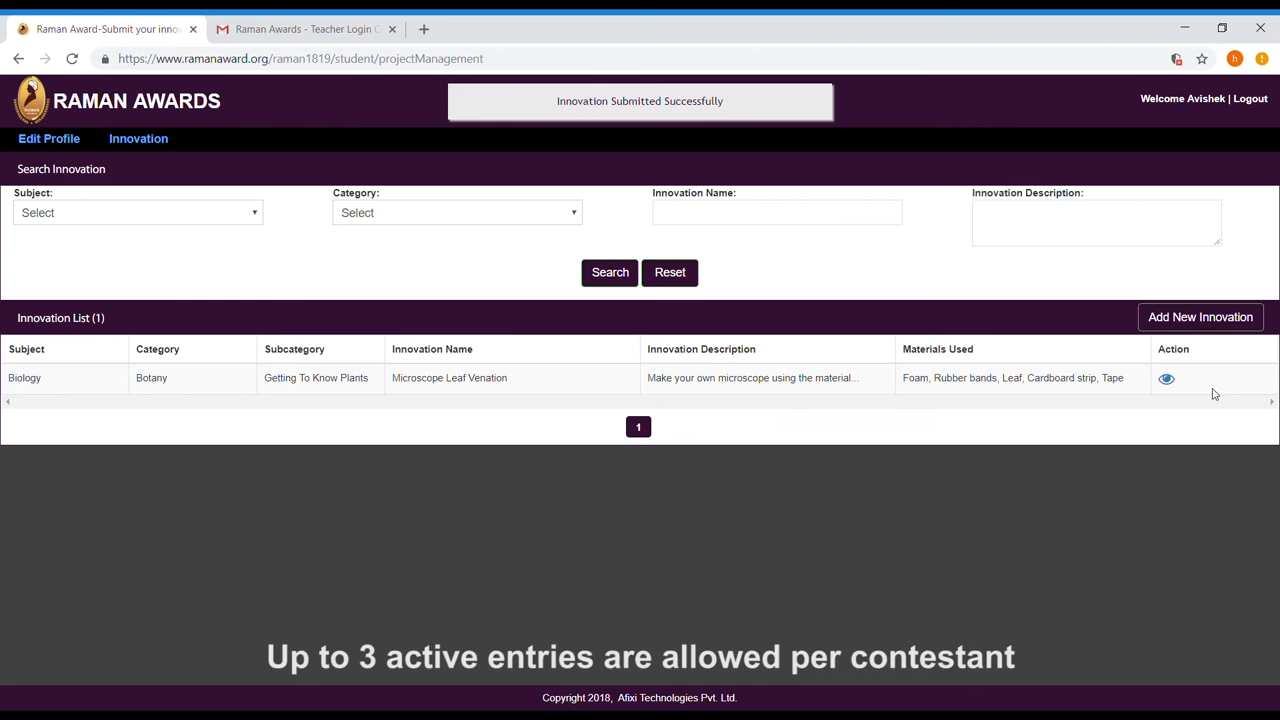 Raman Award-Submit your inno
Raman Awards - Teacher Login
https://www.ramanaward.org/raman1819/student/projectManagement
h
RAMAN AWARDS
Innovation Submitted Successfully
Welcome Avishek | Logout
Edit Profile Innovation
Search Innovation
Subject: Category: Innovation Name: Innovation Description:
Select Select
Search Reset
Innovation List (1) Add New Innovation
Subject Category Subcategory Innovation Name Innovation Description Materials Used Action
Biology Botany Getting To Know Plants Microscope Leaf Venation Make your own microscope using the material... Foam, Rubber bands, Leaf, Cardboard strip, Tape
1
Up to 3 active entries are allowed per contestant
Copyright 2018, Afixi Technologies Pvt. Ltd.